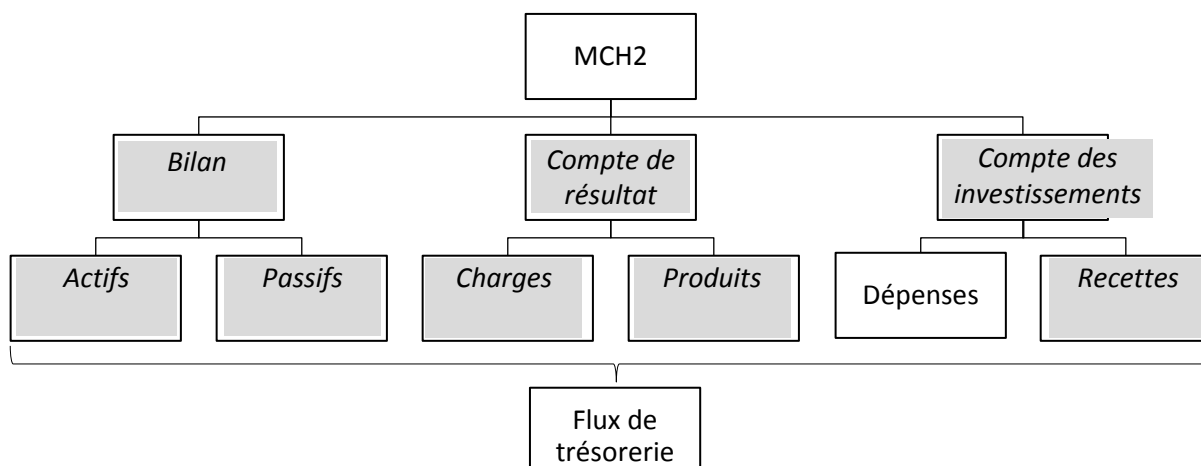 MCH2
Bilan
Compte de
résultat
Compte des
investissements
Actifs
Passifs
Charges
Produits
Dépenses
Recettes
Flux de
trésorerie